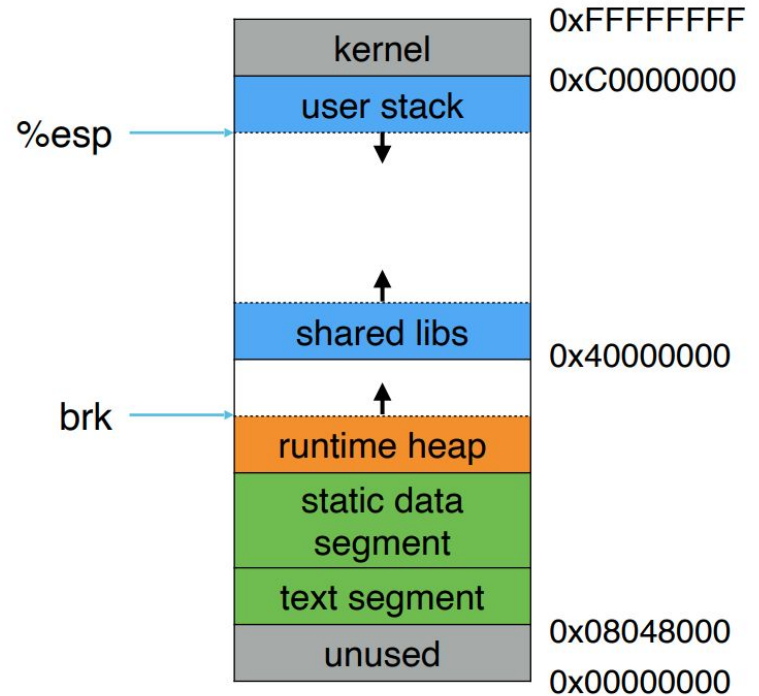 0xFFFFFFFF
kernel
0xC0000000
user stack
%esp
shared libs
0x40000000
brk
runtime heap
static data
segment
text segment
0x08048000
unused
0x00000000